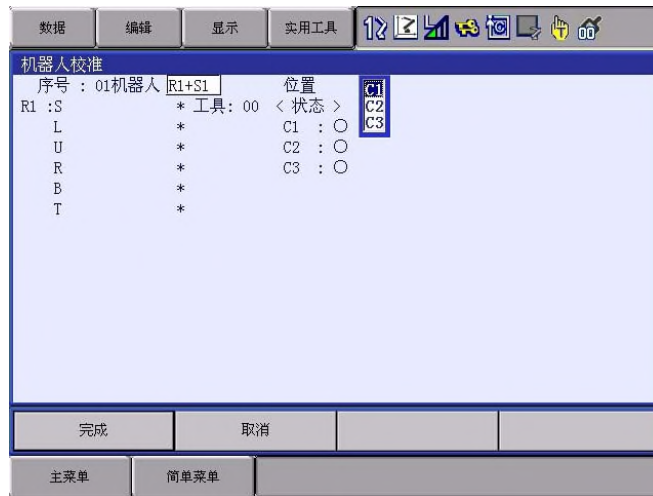 数据 编辑 显示 实用工具
机器人校准
序号 : 01机器人 R1+S1 位置 C1
R1 :S * 工具: 00 <状态> C2
L * C1 : ○ C3
U * C2 : ○
R * C3 : ○
B *
T *
完成 取消
主菜单 简单菜单